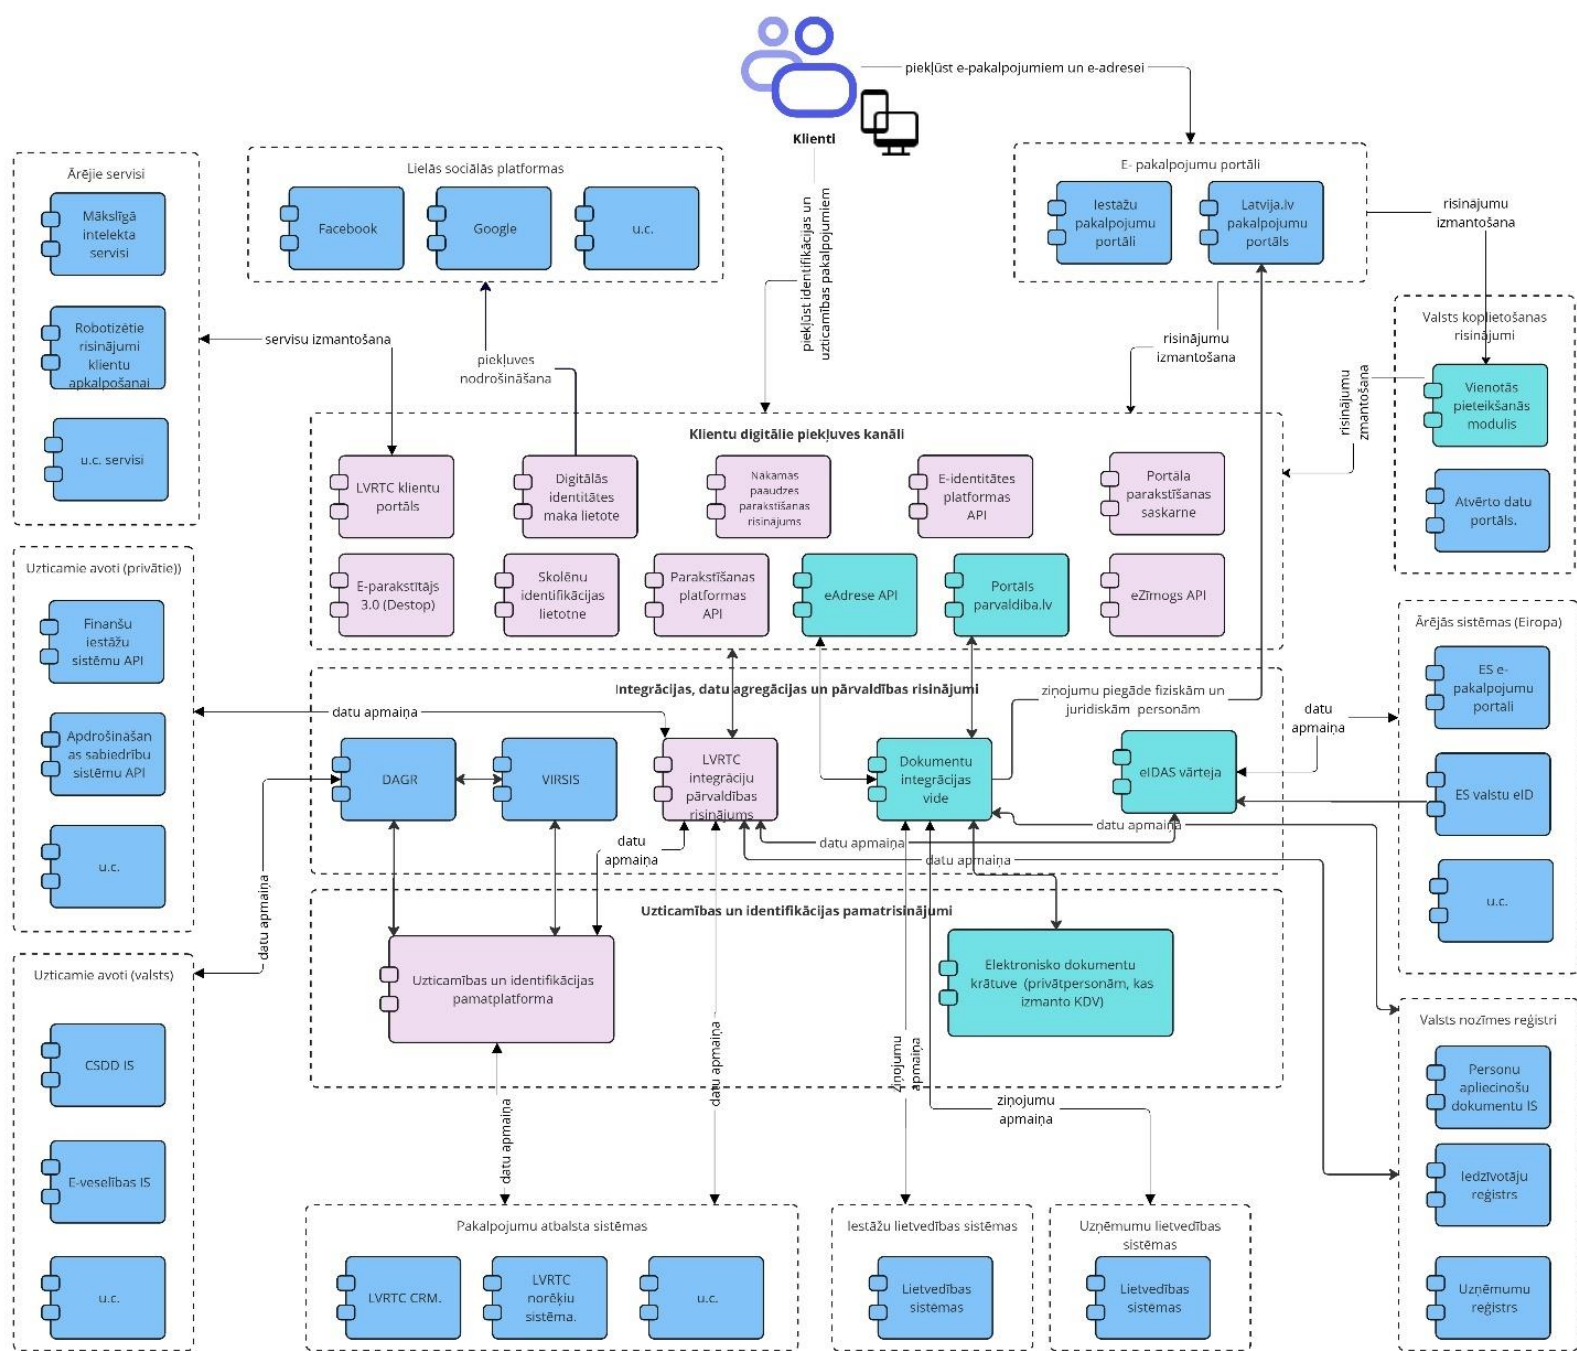 piekļūst e-pakalpojumiem un e-adresei
Klienti
piekļūst identifikācijas un
uzticamības pakalpojumiem
Ārējie servisi
Mākslīgā
intelekta
servisi
Robotizētie
risinājumi
klientu
apkalpošanai
u.c. servisi
Lielās sociālās platformas
Facebook
Google
u.c.
E- pakalpojumu portāli
Iestāžu
pakalpojumu
portāli
Latvija.lv
pakalpojumu
portāls
risinājumu
izmantošana
servisu izmantošana
piekļuves
nodrošināšana
risinājumu
izmantošana
risinājumu
zmantošana
Valsts koplietošanas
risinājumi
Vienotās
pieteikšanās
modulis
Atvērto datu
portāls.
Klientu digitālie piekļuves kanāli
LVRTC klientu
portāls
Digitālās
identitātes
maka lietote
Nākamās
paaudzes
parakstīšanas
risinājums
E-identitātes
platformas
API
Portāla
parakstīšanas
saskarne
E-parakstītājs
3.0 (Destop)
Skolēnu
identifikācijas
lietotne
Parakstīšanas
platformas
API
eAdrese API
Portāls
parvaldiba.lv
eZīmogs API
Uzticamie avoti (privātie))
Finanšu
iestāžu
sistēmu API
Apdrošināšan
as sabiedrību
sistēmu API
u.c.
Ārējās sistēmas (Eiropa)
ES e-
pakalpojumu
portāli
ES valstu eID
u.c.
Integrācijas, datu agregācijas un pārvaldības risinājumi
datu apmaiņa
ziņojumu piegāde fiziskām un
juridiskām personām
datu
apmaiņa
DAGR
VIRSIS
LVRTC
integrāciju
pārvaldības
risinājums
Dokumentu
integrācijas
vide
eIDAS vārteja
datu
apmaiņa
datu apmaiņa
datu apmaiņa
datu apmaiņa
datu apmaiņa
Uzticamības un identifikācijas pamatrisinājumi
Uzticamības un identifikācijas
pamatplatforma
Elektronisko dokumentu
krātuve (privātpersonām, kas
izmanto KDV)
Uzticamie avoti (valsts)
CSDD IS
E-veselības IS
u.c.
datu apmaiņa
datu apmaiņa
ziņojumu
apmaiņa
ziņojumu
apmaiņa
Valsts nozīmes reģistri
Personu
apliecinošu
dokumentu IS
Iedzīvotāju
reģistrs
Uzņēmumu
reģistrs
Pakalpojumu atbalsta sistēmas
LVRTC CRM.
LVRTC
norēķiu
sistēma.
u.c.
Iestāžu lietvedības sistēmas
Lietvedības
sistēmas
Uzņēmumu lietvedības
sistēmas
Lietvedības
sistēmas